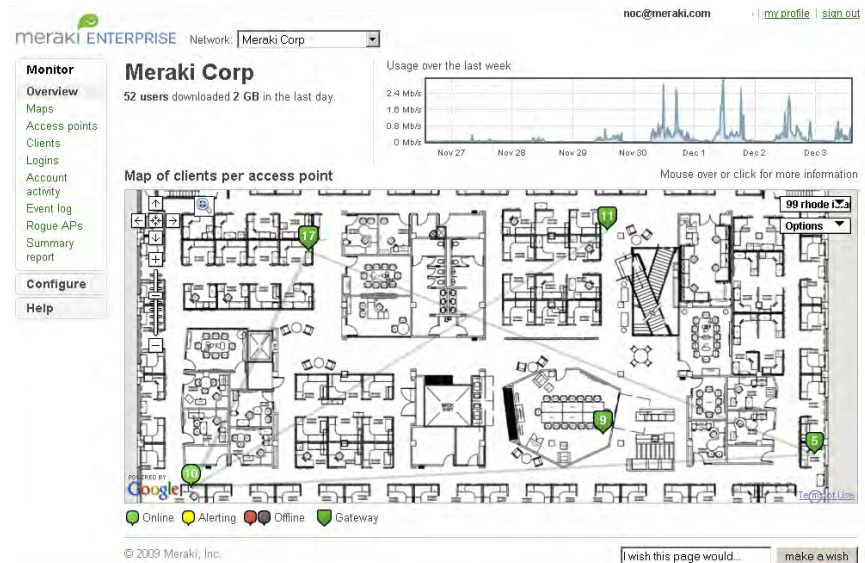 noc@meraki.com
my profile | sign out
meraki ENTERPRISE
Network: Meraki Corp
Monitor
Overview
Maps
Access points
Clients
Logins
Account
activity
Event log
Rogue APs
Summary
report
Configure
Help
Meraki Corp
52 users downloaded 2 GB in the last day.
Usage over the last week
2.4 Mb/s
1.6 Mb/s
0.8 Mb/s
0 Mb/s
Nov 27
Nov 28
Nov 29
Nov 30
Dec 1
Dec 2
Dec 3
Map of clients per access point
Mouse over or click for more information
99 rhode
Options
17
11
9
5
10
POWERED BY
Google
Terms of Use
Online
Alerting
Offline
Gateway
© 2009 Meraki, Inc.
I wish this page would...
make a wish